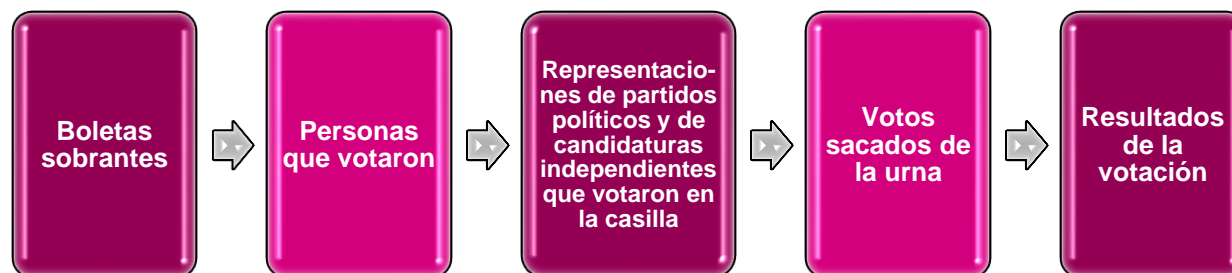 Boletas
sobrantes
Personas
que votaron
Representacio-
nes de partidos
políticos y de
candidaturas
independientes
que votaron en
la casilla
Votos
sacados de
la urna
Resultados
de la
votación